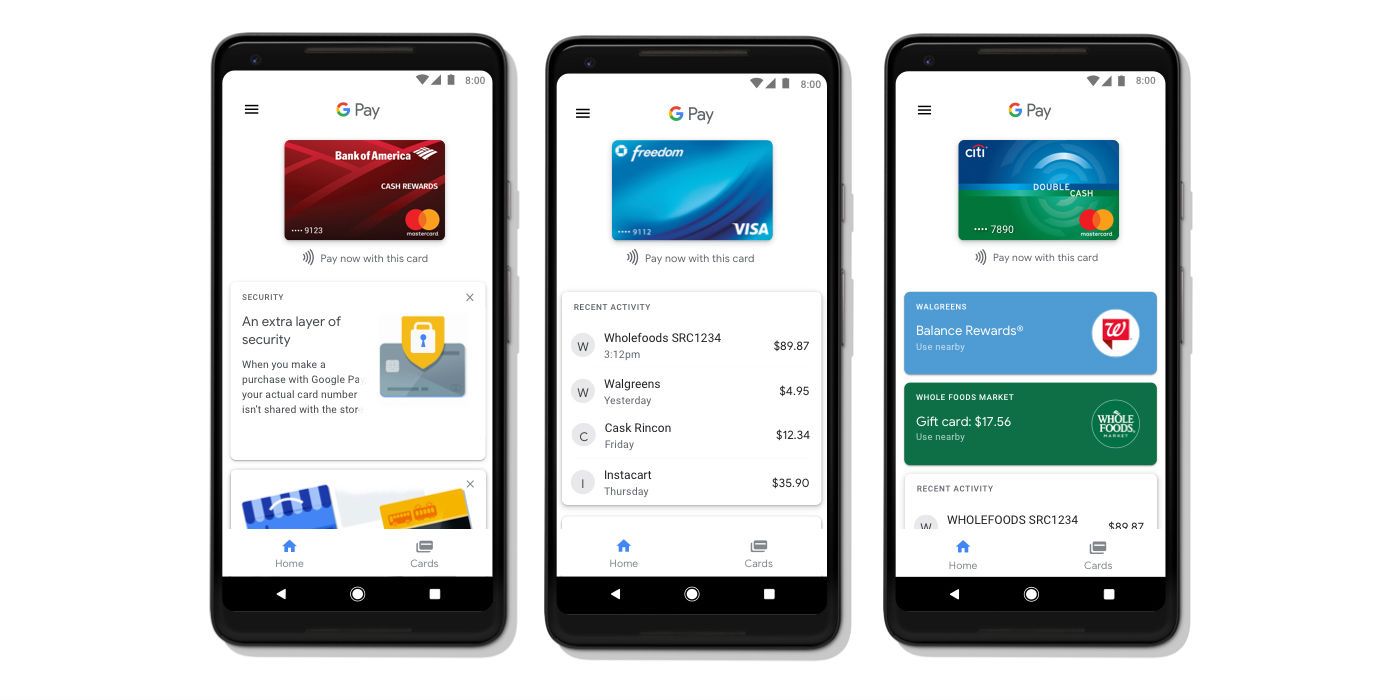 8:00
G Pay
Bank of America
CASH REWARDS
•••• 9123
mastercard
Pay now with this card
SECURITY
An extra layer of
security
When you make a
purchase with Google Pa
your actual card number
isn't shared with the stor
Home
Cards
8:00
G Pay
freedom
•••• 9112
VISA
Pay now with this card
RECENT ACTIVITY
W
Wholefoods SRC1234
$89.87
3:12pm
W
Walgreens
$4.95
Yesterday
C
Cask Rincon
$12.34
Friday
I
Instacart
$35.90
Thursday
Home
Cards
8:00
G Pay
citi
DOUBLE
CASH
•••• 7890
mastercard
Pay now with this card
WALGREENS
Balance Rewards®
Use nearby
W
WHOLE FOODS MARKET
Gift card: $17.56
Use nearby
WHOLE
FOODS
MARKET
RECENT ACTIVITY
W
WHOLEFOODS SRC1234
$89.87
Home
Cards